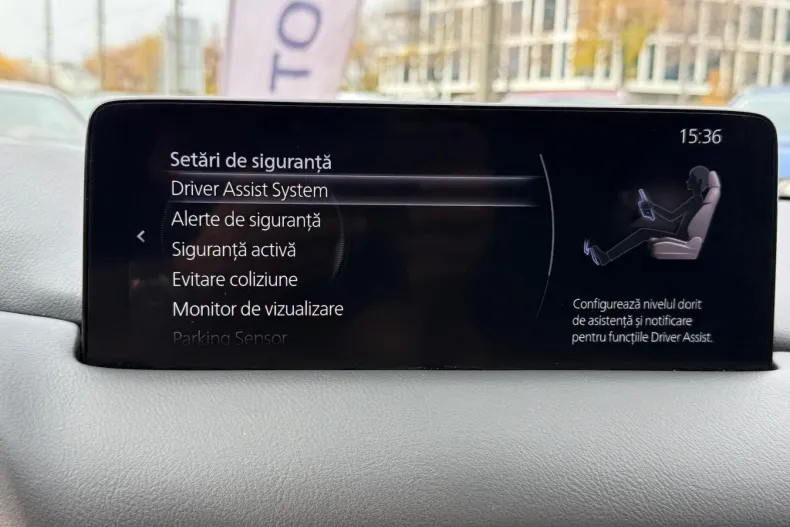 TO
15:36
Setări de siguranță
Driver Assist System
Alerte de siguranță
Siguranță activă
Evitare coliziune
Monitor de vizualizare
Parking Sensor
Configurează nivelul dorit
de asistență și notificare
pentru funcțiile Driver Assist.